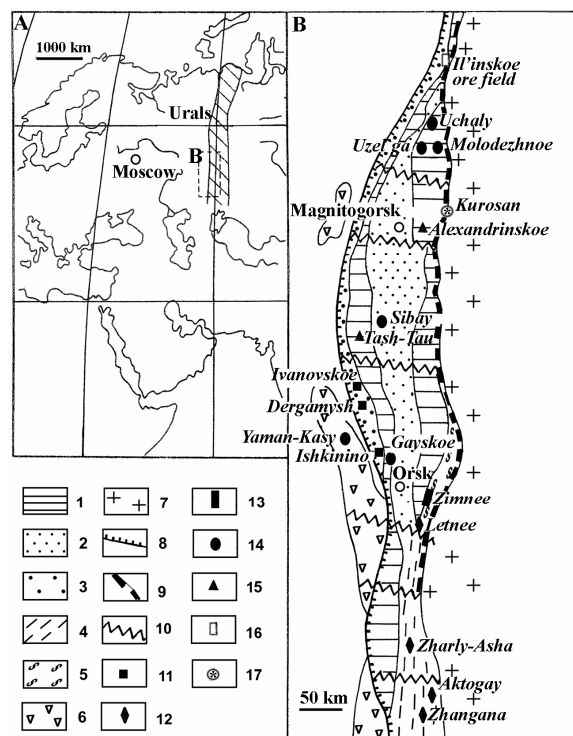 A
1000 km
Urals
B
Moscow
B
Il'inskoe
ore field
Uchaly
Uzel'ga
Molodezhnoe
Kurosan
Magnitogorsk
Alexandrinskoe
Sibay
Tash-Tau
Ivanovskoe
Dergamysh
Yaman-Kasy
Gayskoe
Ishkinino
Orsk
Zimnee
Letnee
Zharly-Asha
Aktogay
50 km
Zhangana
1
7
13
2
8
14
3
9
15
4
10
16
5
11
17
6
12